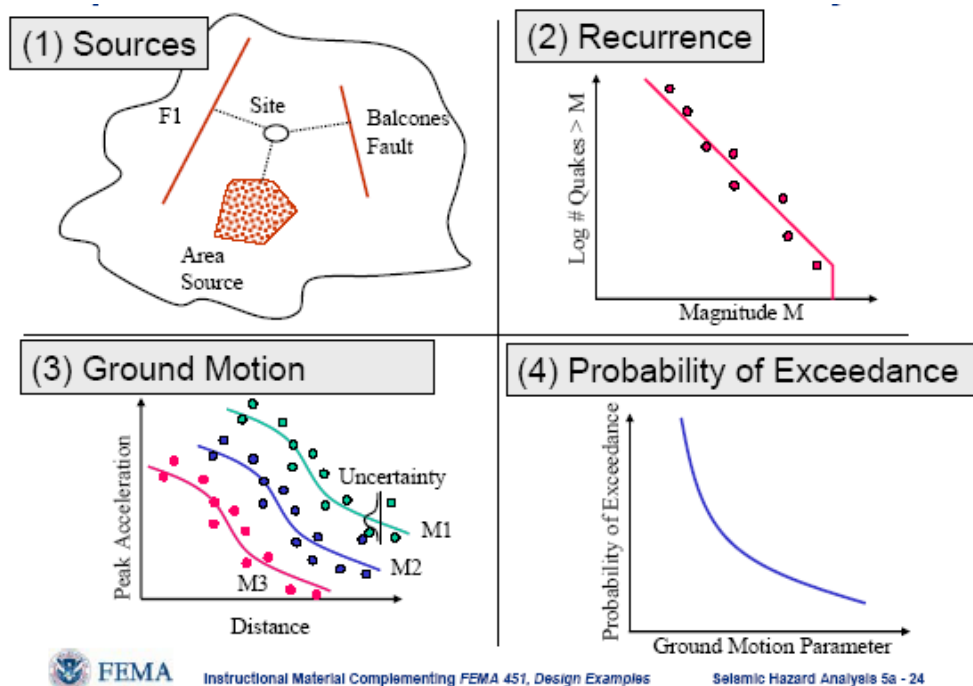 (1) Sources
F1
Site
Balcones
Fault
Area
Source
(2) Recurrence
Log # Quakes > M
Magnitude M
(3) Ground Motion
Peak Acceleration
Uncertainty
M1
M2
M3
Distance
(4) Probability of Exceedance
Probability of Exceedance
Ground Motion Parameter
FEMA
Instructional Material Complementing FEMA 451, Design Examples
Seismic Hazard Analysis 5a - 24